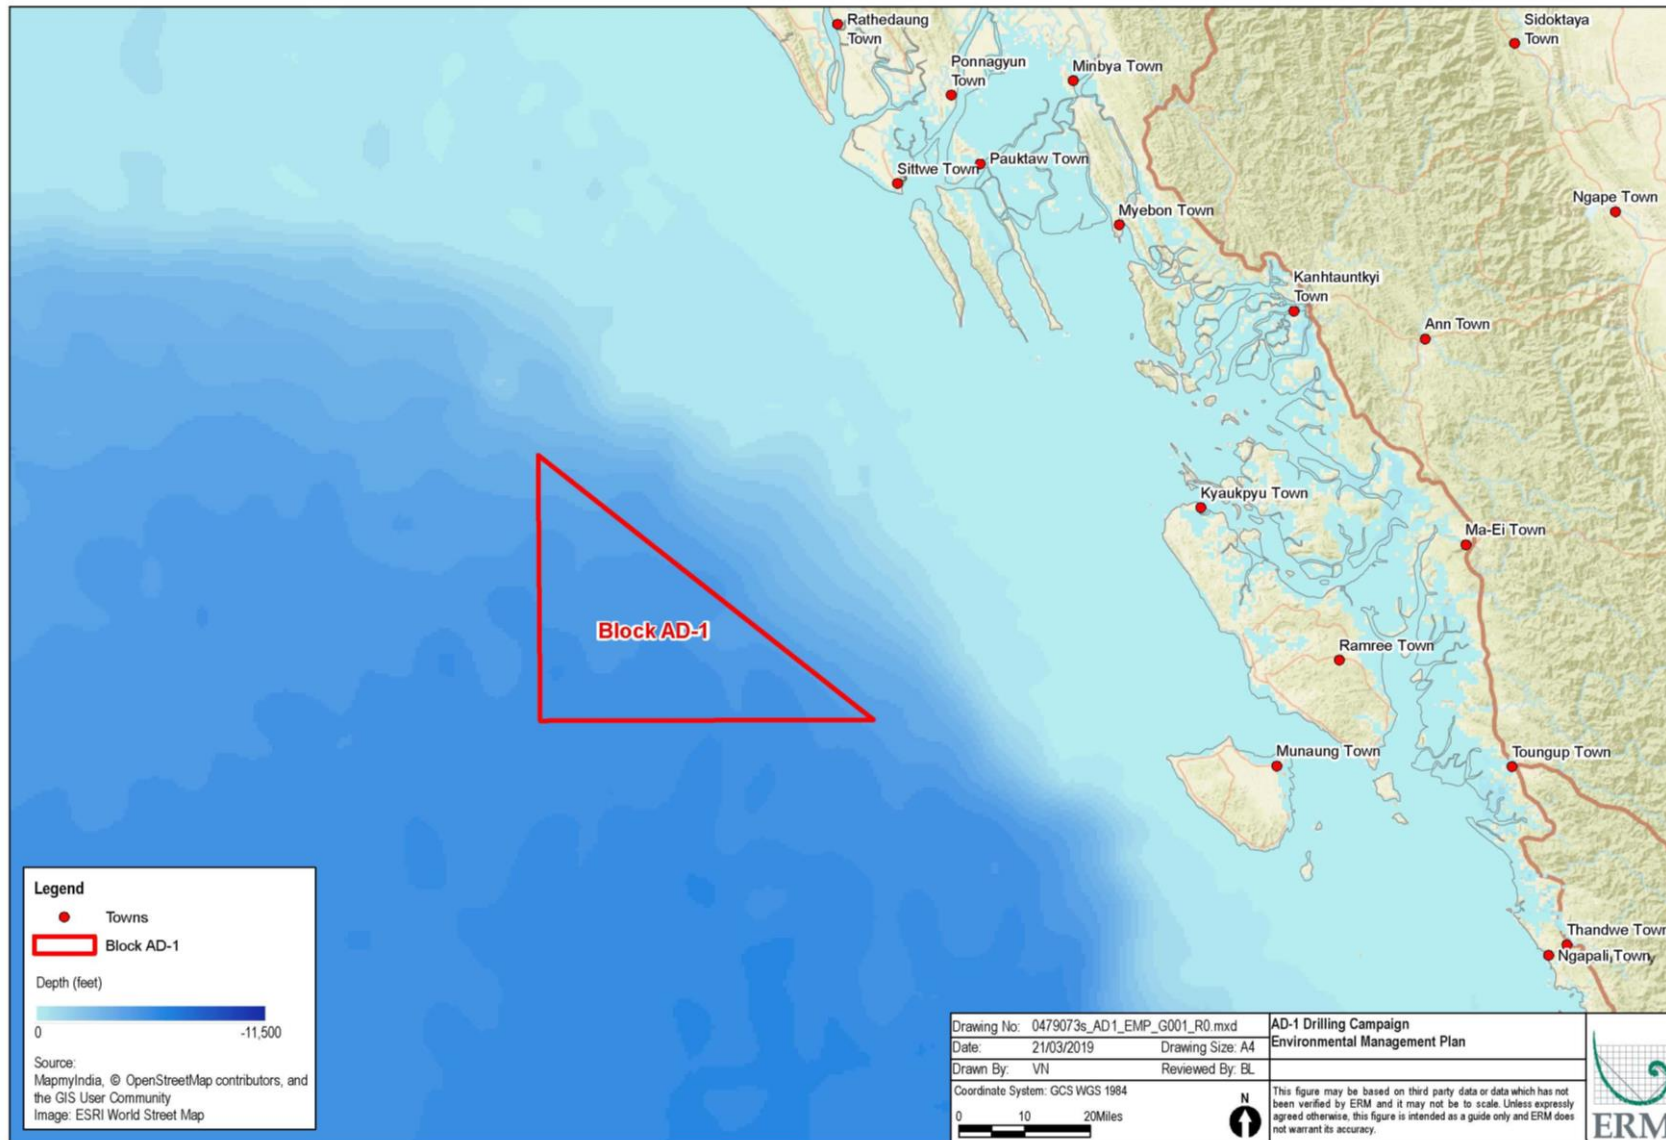 Rathedaung
Town
Sidoktaya
Town
Ponnagyun
Town
Minbya Town
Pauktaw Town
Sittwe Town
Ngape Town
Myebon Town
Kanhtauntkyi
Town
Ann Town
Kyaukpyu Town
Ma-Ei Town
Block AD-1
Ramree Town
Munaung Town
Toungup Town
Thandwe Town
Ngapali Town
Legend
Towns
Block AD-1
Depth (feet)
0 -11,500
Source:
MapmyIndia, © OpenStreetMap contributors, and
the GIS User Community
Image: ESRI World Street Map
Drawing No: 0479073s_AD1_EMP_G001_R0.mxd
Date: 21/03/2019 Drawing Size: A4
Drawn By: VN Reviewed By: BL
Coordinate System: GCS WGS 1984
0 10 20Miles
N
AD-1 Drilling Campaign
Environmental Management Plan
This figure may be based on third party data or data which has not
been verified by ERM and it may not be to scale. Unless expressly
agreed otherwise, this figure is intended as a guide only and ERM does
not warrant its accuracy.
ERM